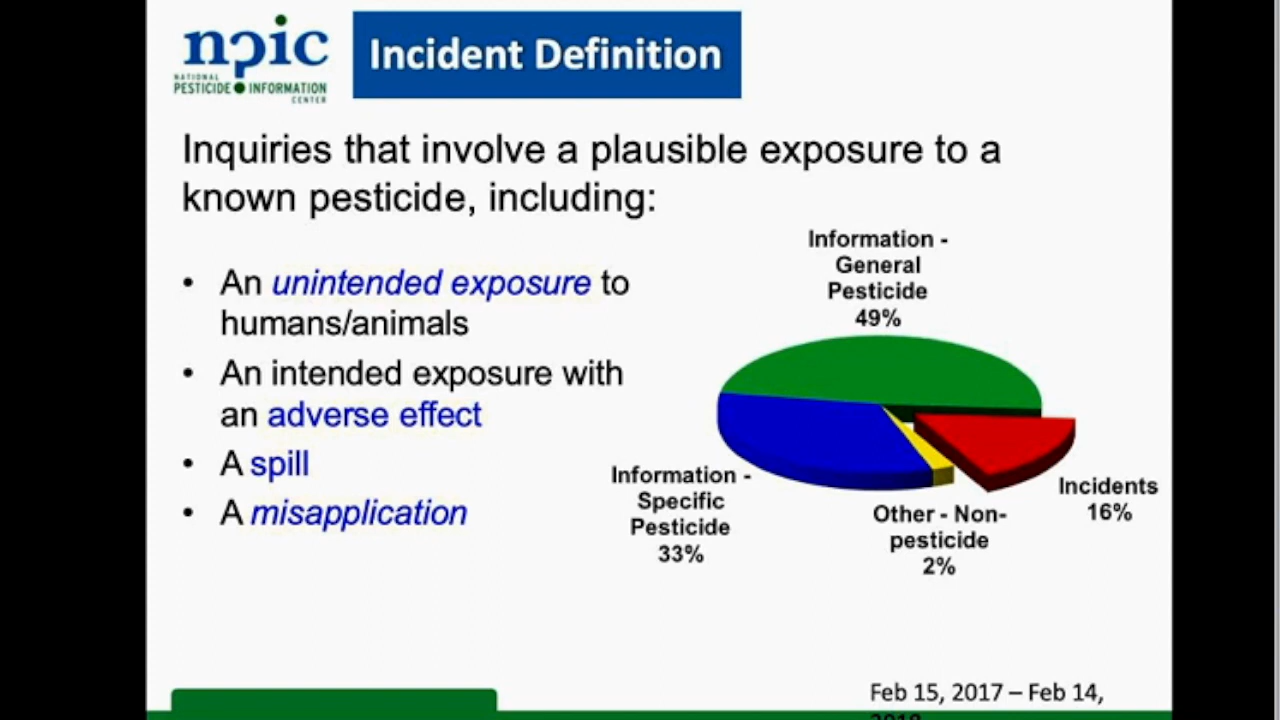 npic
NATIONAL
PESTICIDE INFORMATION
CENTER
Incident Definition
Inquiries that involve a plausible exposure to a
known pesticide, including:
• An unintended exposure to
humans/animals
• An intended exposure with
an adverse effect
• A spill
• A misapplication
Information -
General
Pesticide
49%
Information -
Specific
Pesticide
33%
Other - Non-
pesticide
2%
Incidents
16%
Feb 15, 2017 – Feb 14,